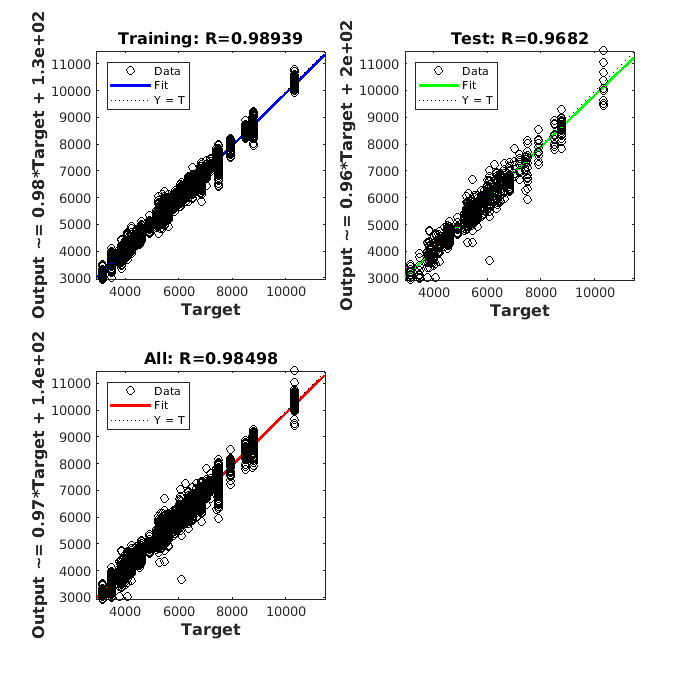 Training: R=0.98939
Output ~= 0.98*Target + 1.3e+02
11000
10000
9000
8000
7000
6000
5000
4000
3000
Data
Fit
Y = T
4000 6000 8000 10000
Target
Test: R=0.9682
Output ~= 0.96*Target + 2e+02
11000
10000
9000
8000
7000
6000
5000
4000
3000
Data
Fit
Y = T
4000 6000 8000 10000
Target
All: R=0.98498
Output ~= 0.97*Target + 1.4e+02
11000
10000
9000
8000
7000
6000
5000
4000
3000
Data
Fit
Y = T
4000 6000 8000 10000
Target